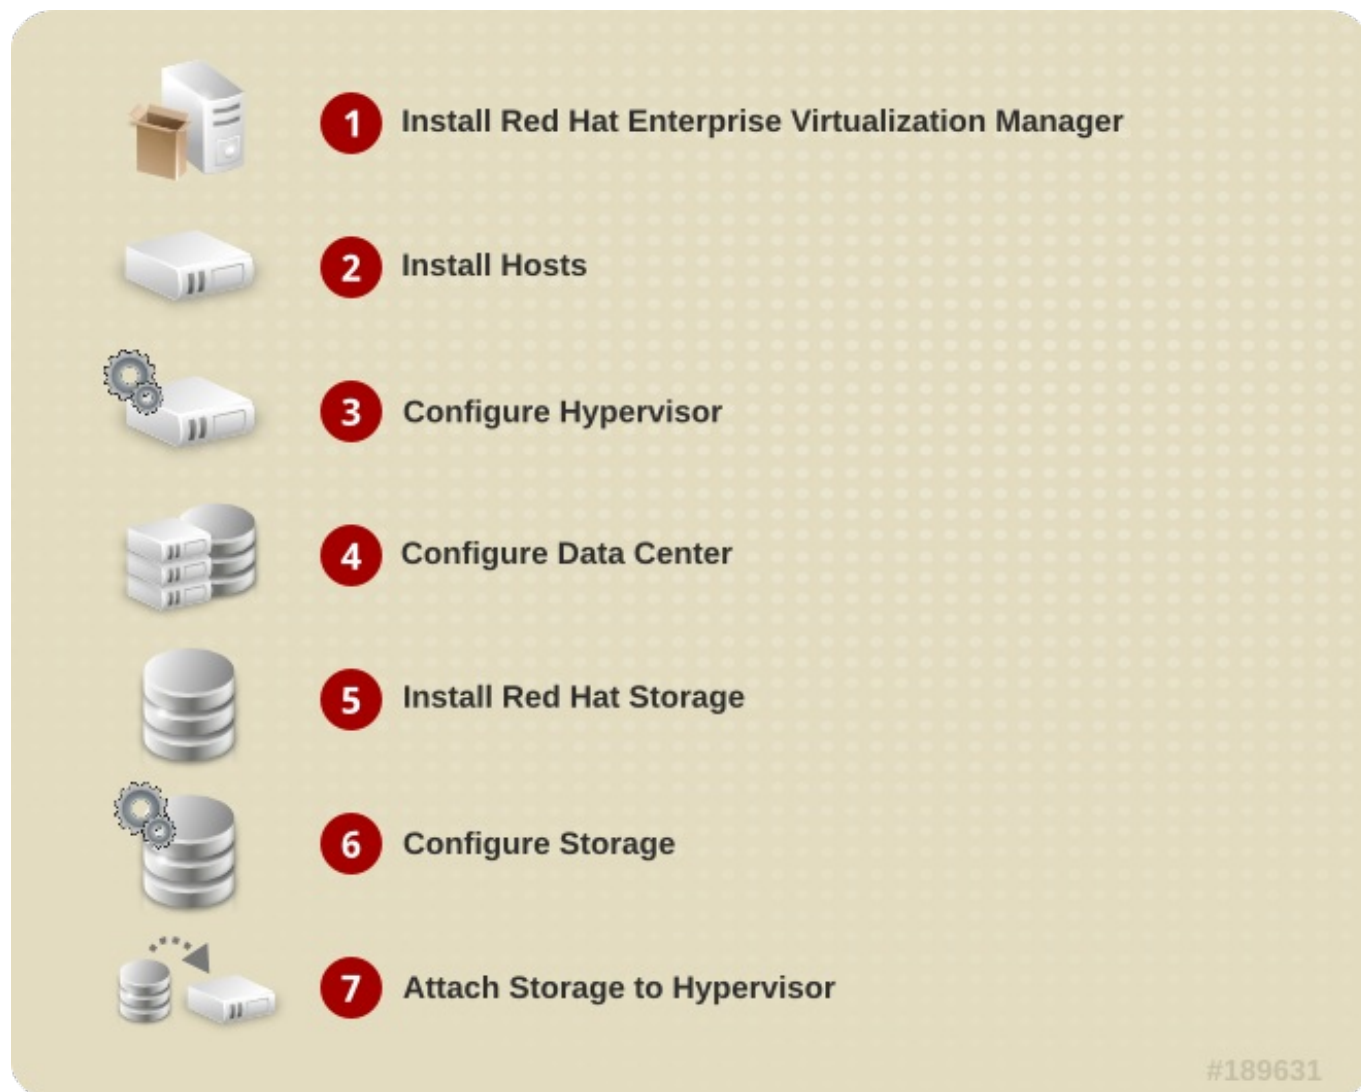 1 Install Red Hat Enterprise Virtualization Manager
2 Install Hosts
3 Configure Hypervisor
4 Configure Data Center
5 Install Red Hat Storage
6 Configure Storage
7 Attach Storage to Hypervisor
#189631